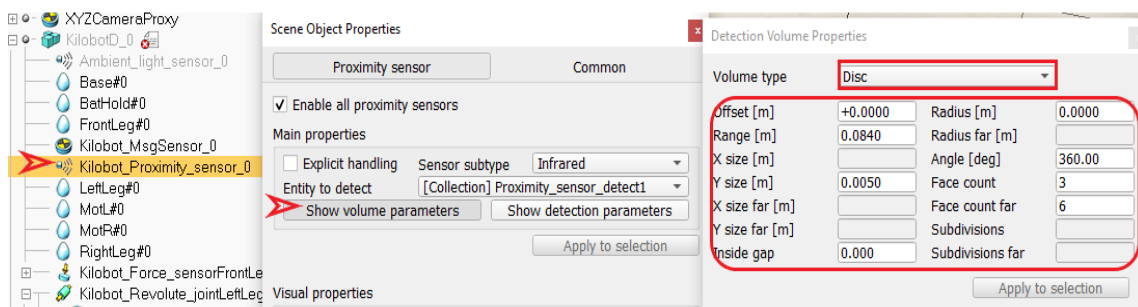 XYZCameraProxy
KilobotD_0
Ambient_light_sensor_0
Base#0
BatHold#0
FrontLeg#0
Kilobot_MsgSensor_0
Kilobot_Proximity_sensor_0
LeftLeg#0
MotL#0
MotR#0
RightLeg#0
Kilobot_Force_sensorFrontLe
Kilobot_Revolute_jointLeftLeg
Scene Object Properties
x
Proximity sensor Common
Enable all proximity sensors
Main properties
Explicit handling Sensor subtype Infrared
Entity to detect [Collection] Proximity_sensor_detect1
Show volume parameters Show detection parameters
Apply to selection
Visual properties
Detection Volume Properties
Volume type Disc
Offset [m] +0.0000 Radius [m] 0.0000
Range [m] 0.0840 Radius far [m]
X size [m] Angle [deg] 360.00
Y size [m] 0.0050 Face count 3
X size far [m] Face count far 6
Y size far [m] Subdivisions
Inside gap 0.000 Subdivisions far
Apply to selection